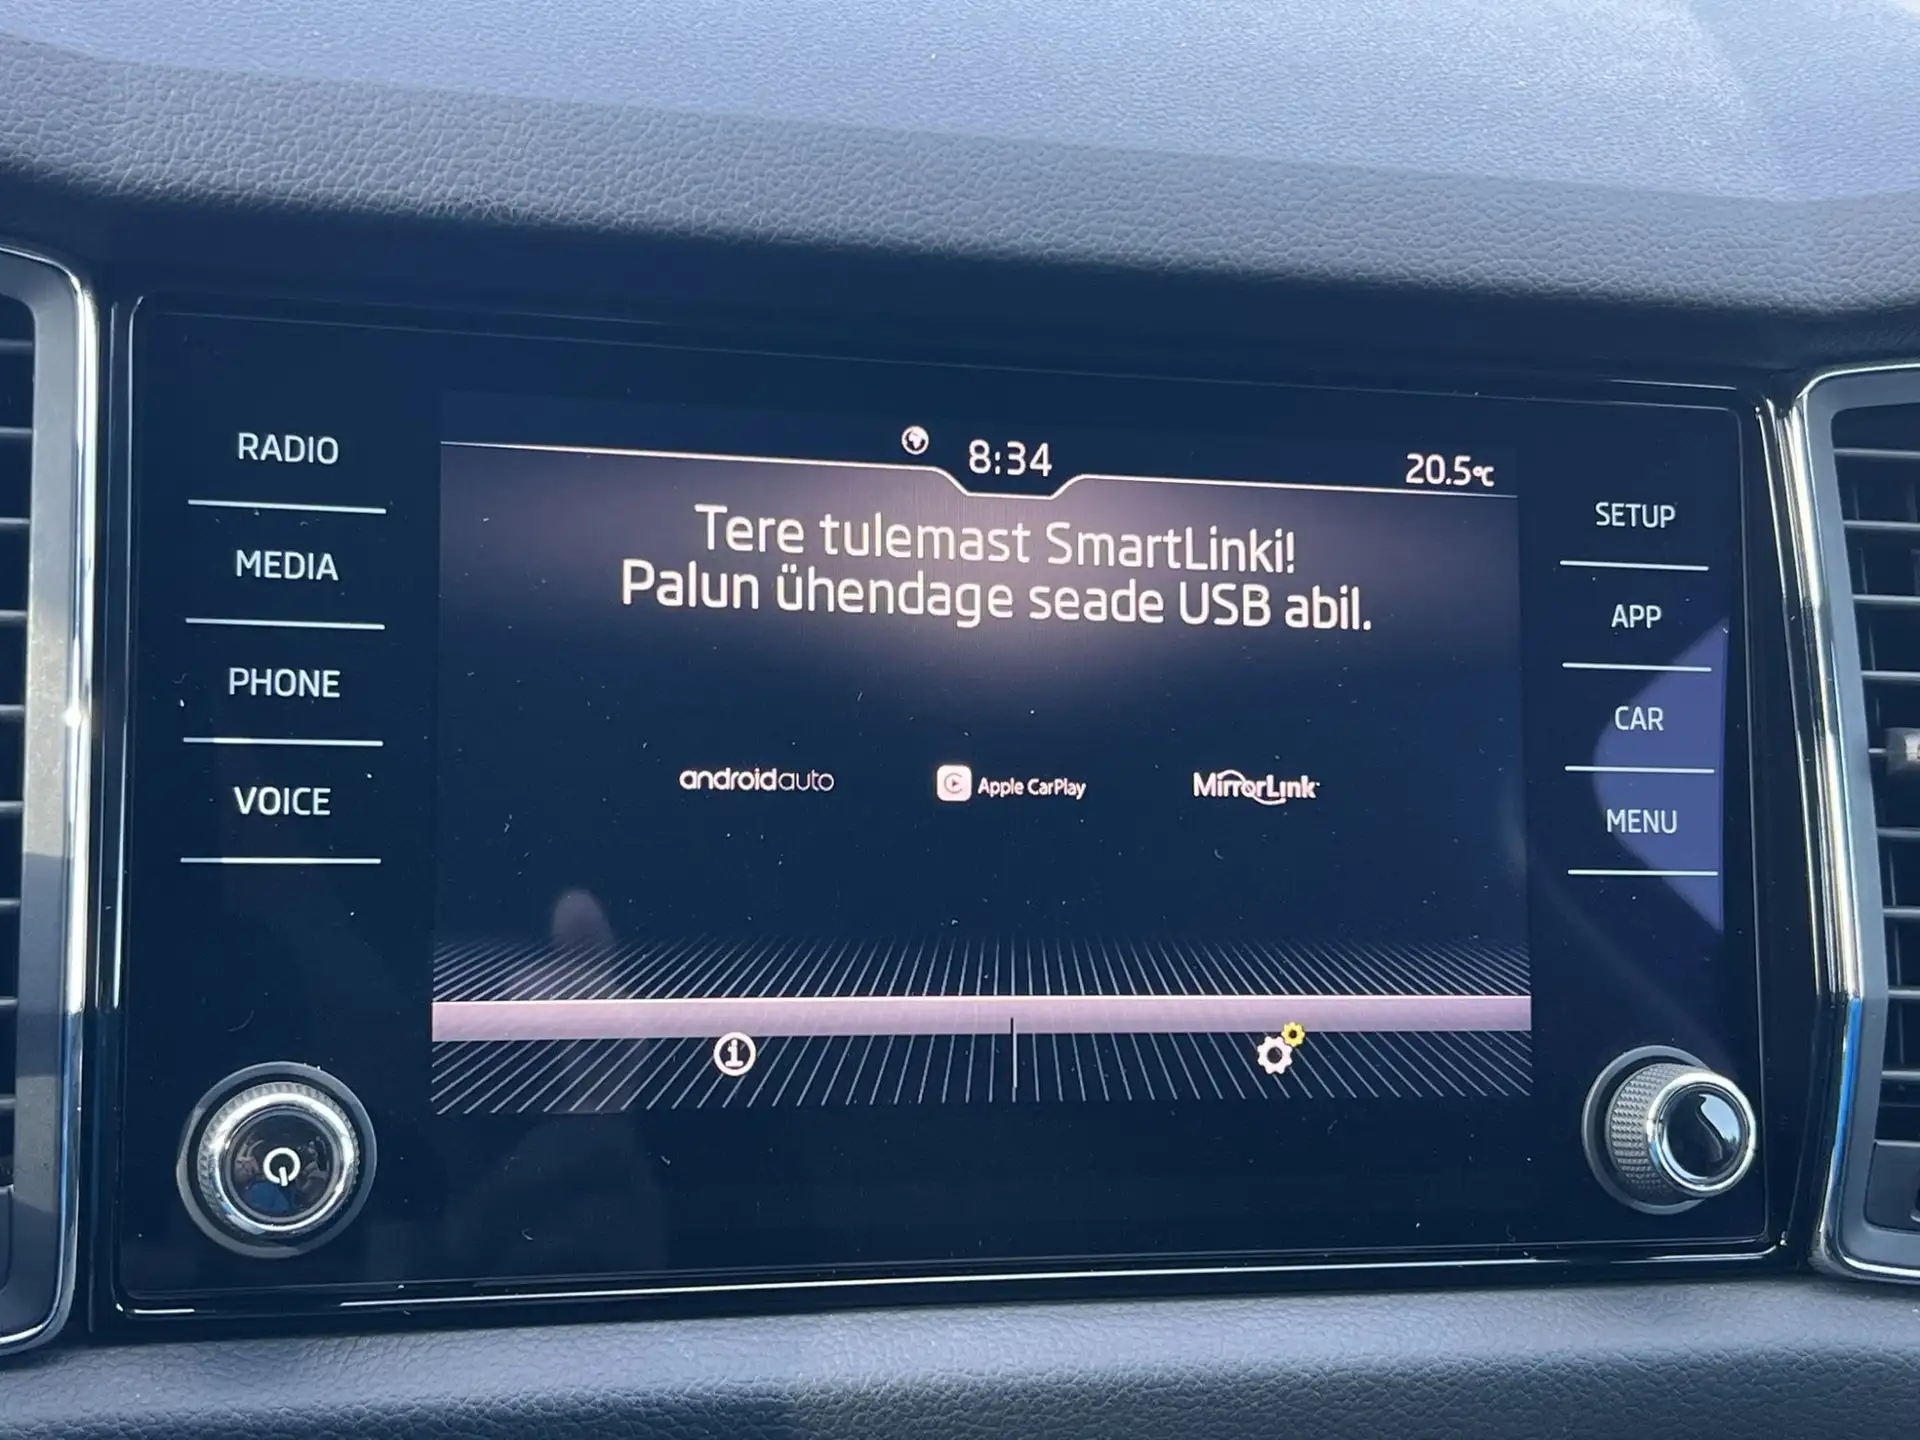 RADIO
MEDIA
PHONE
VOICE
8:34
20.5°C
Tere tulemast SmartLinki!
Palun ühendage seade USB abil.
androidauto
Apple CarPlay
MirrorLink™
SETUP
APP
CAR
MENU